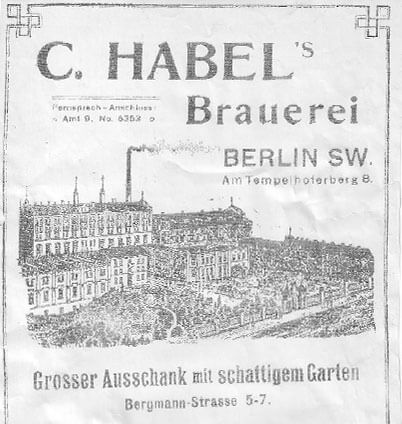 C. HABEL's
Fernsprech-Anschluss:
Amt 9, No. 6353
Brauerei
BERLIN SW.
Am Tempelhoferberg 8.
Grosser Ausschank mit schattigem Garten
Bergmann-Strasse 5-7.